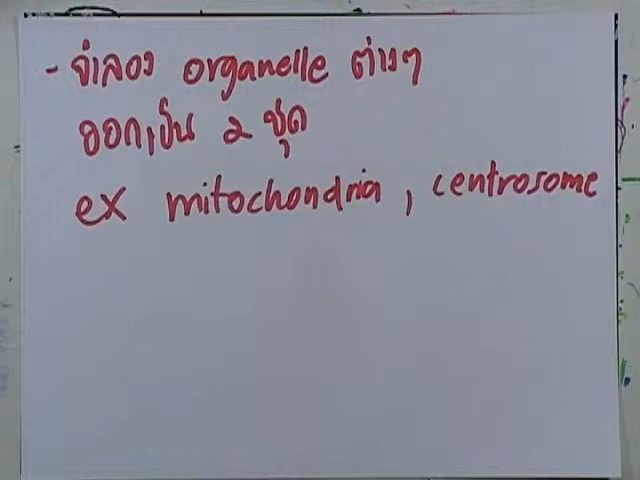 - จำลอง organelle ต่างๆ
ออกเป็น ๒ ชุด
ex mitochondria, centrosome